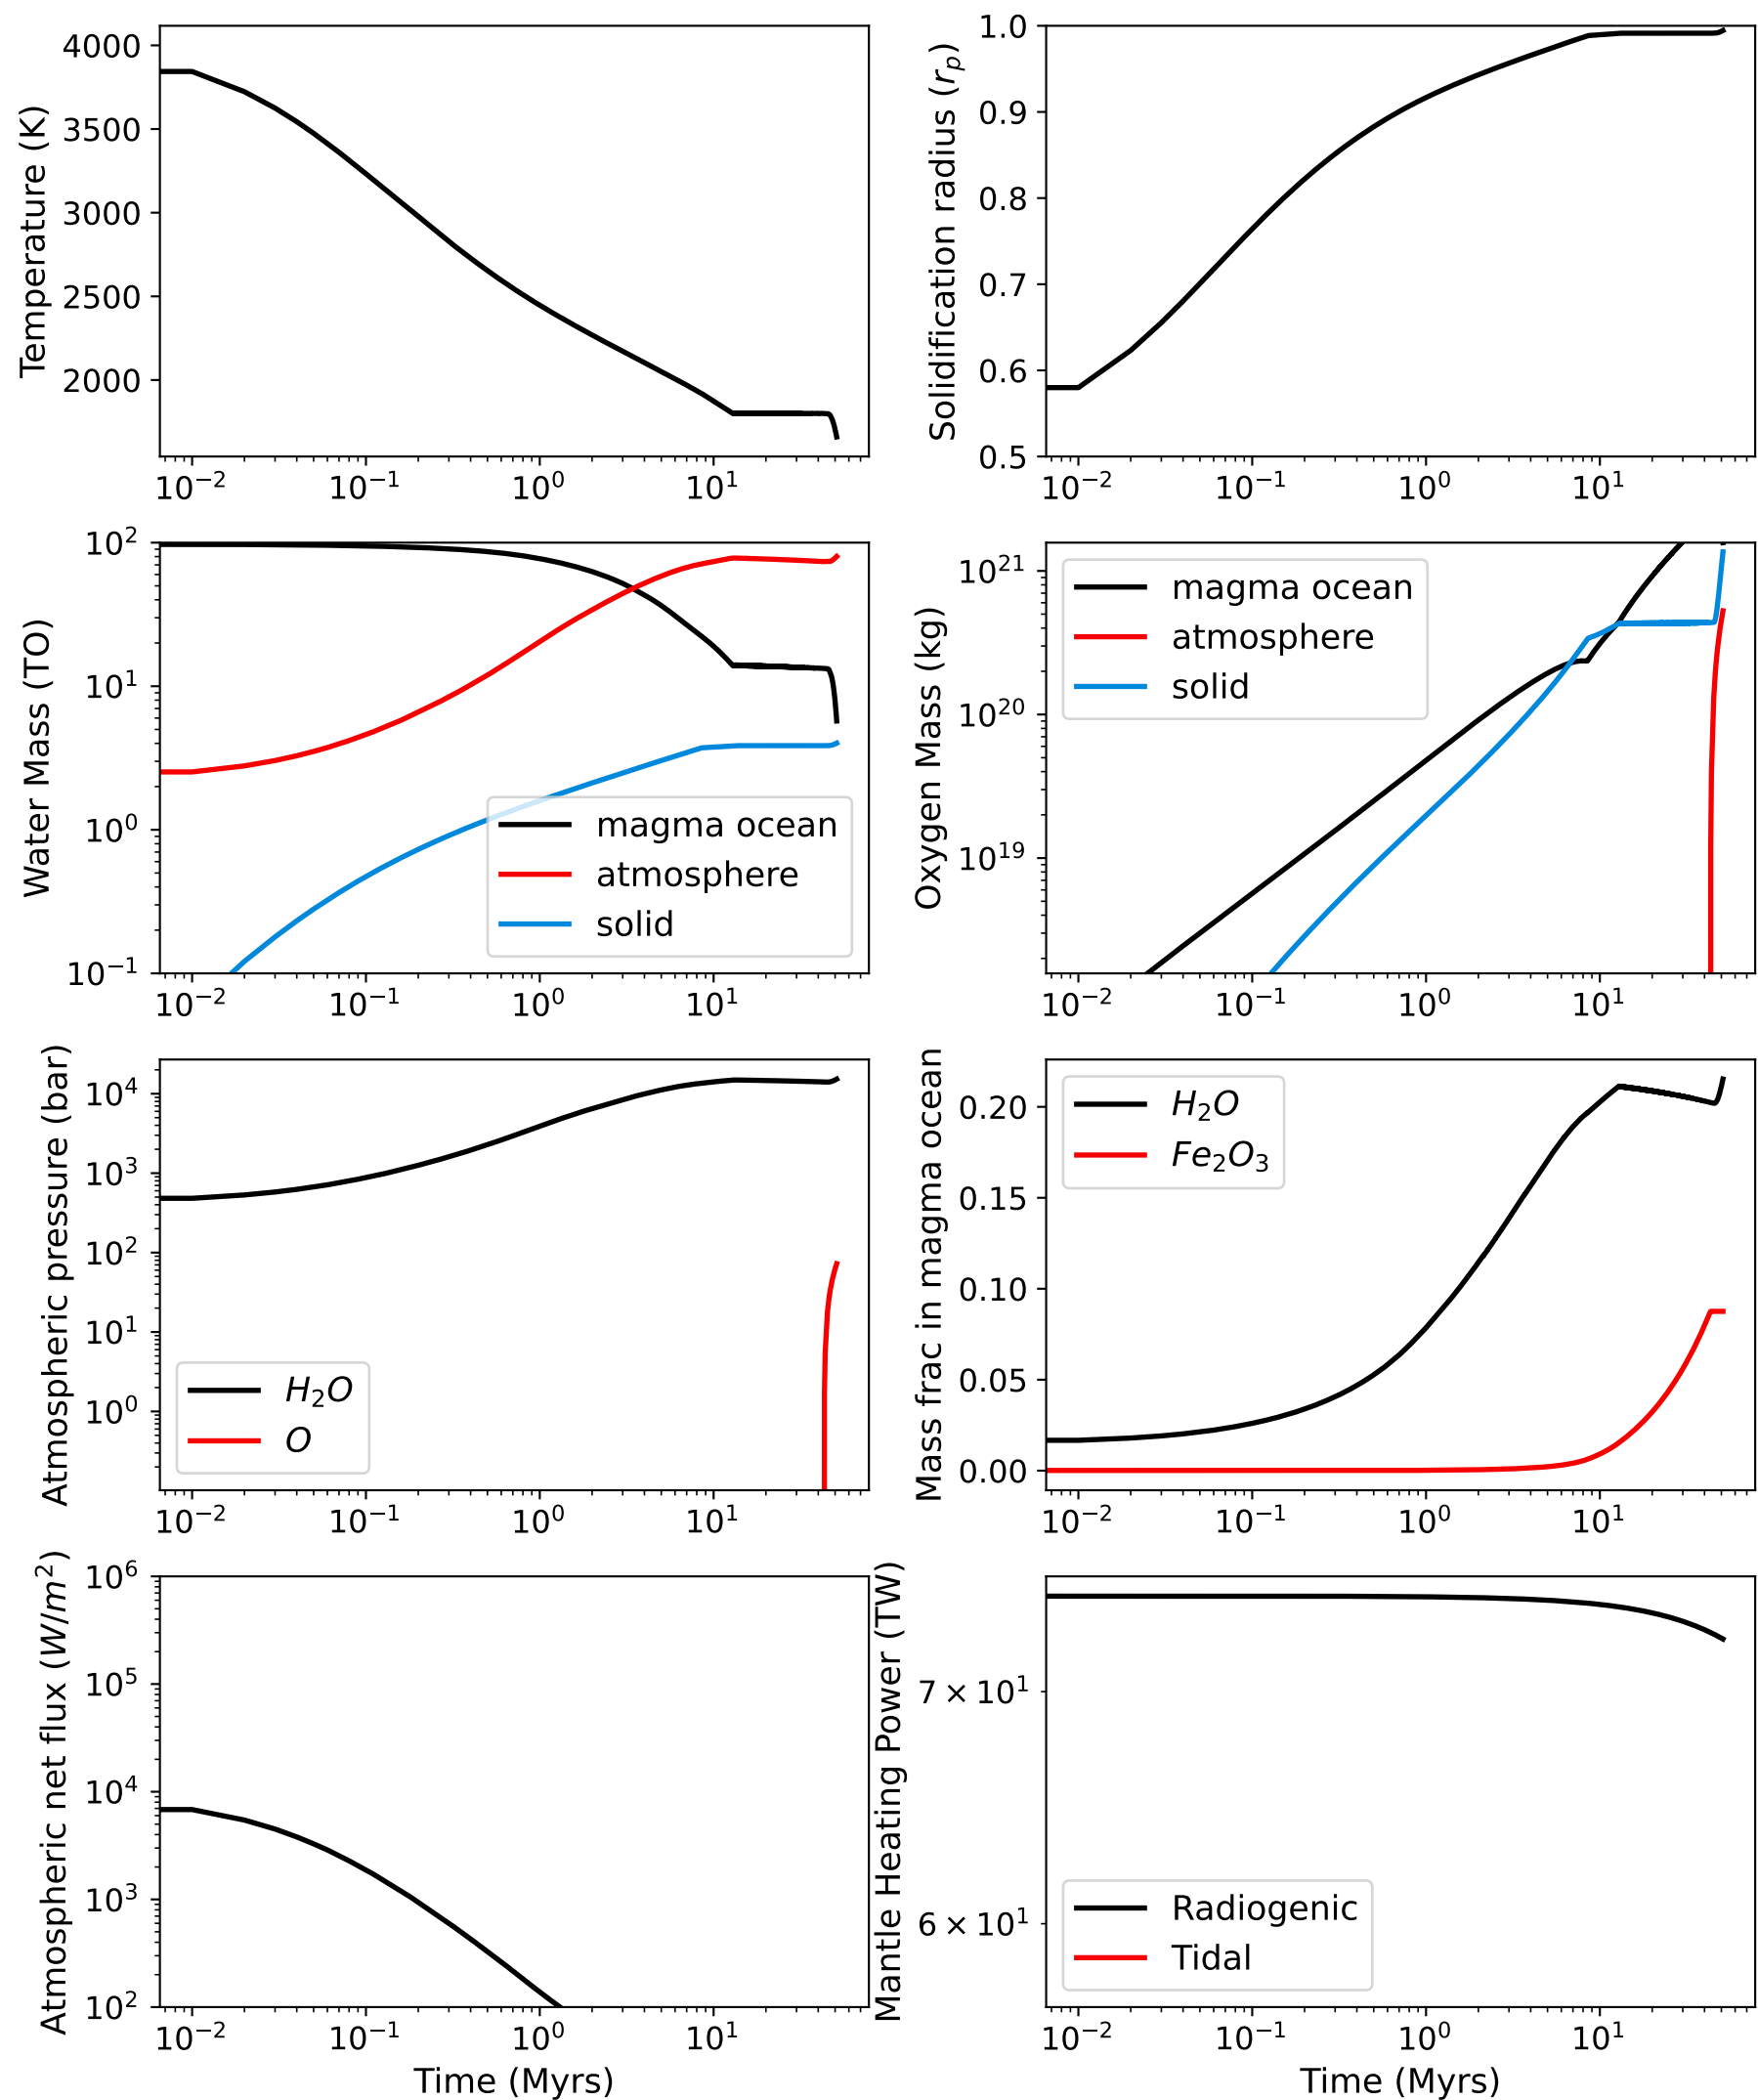 Temperature (K)
4000
3500
3000
2500
2000
10⁻² 10⁻¹ 10⁰ 10¹
Solidification radius (rₚ)
1.0
0.9
0.8
0.7
0.6
0.5
10⁻² 10⁻¹ 10⁰ 10¹
Water Mass (TO)
10²
10¹
10⁰
10⁻¹
magma ocean
atmosphere
solid
10⁻² 10⁻¹ 10⁰ 10¹
Oxygen Mass (kg)
10²¹
10²⁰
10¹⁹
magma ocean
atmosphere
solid
10⁻² 10⁻¹ 10⁰ 10¹
Atmospheric pressure (bar)
10⁴
10³
10²
10¹
10⁰
H₂O
O
10⁻² 10⁻¹ 10⁰ 10¹
Mass frac in magma ocean
0.20
0.15
0.10
0.05
0.00
H₂O
Fe₂O₃
10⁻² 10⁻¹ 10⁰ 10¹
Atmospheric net flux (W/m²)
10⁶
10⁵
10⁴
10³
10²
10⁻² 10⁻¹ 10⁰ 10¹
Time (Myrs)
Mantle Heating Power (TW)
7 × 10¹
6 × 10¹
Radiogenic
Tidal
10⁻² 10⁻¹ 10⁰ 10¹
Time (Myrs)